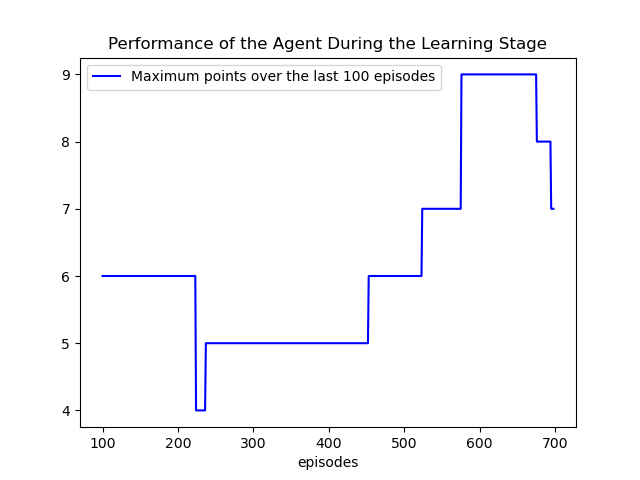 Performance of the Agent During the Learning Stage
Maximum points over the last 100 episodes
9
8
7
6
5
4
100 200 300 400 500 600 700
episodes